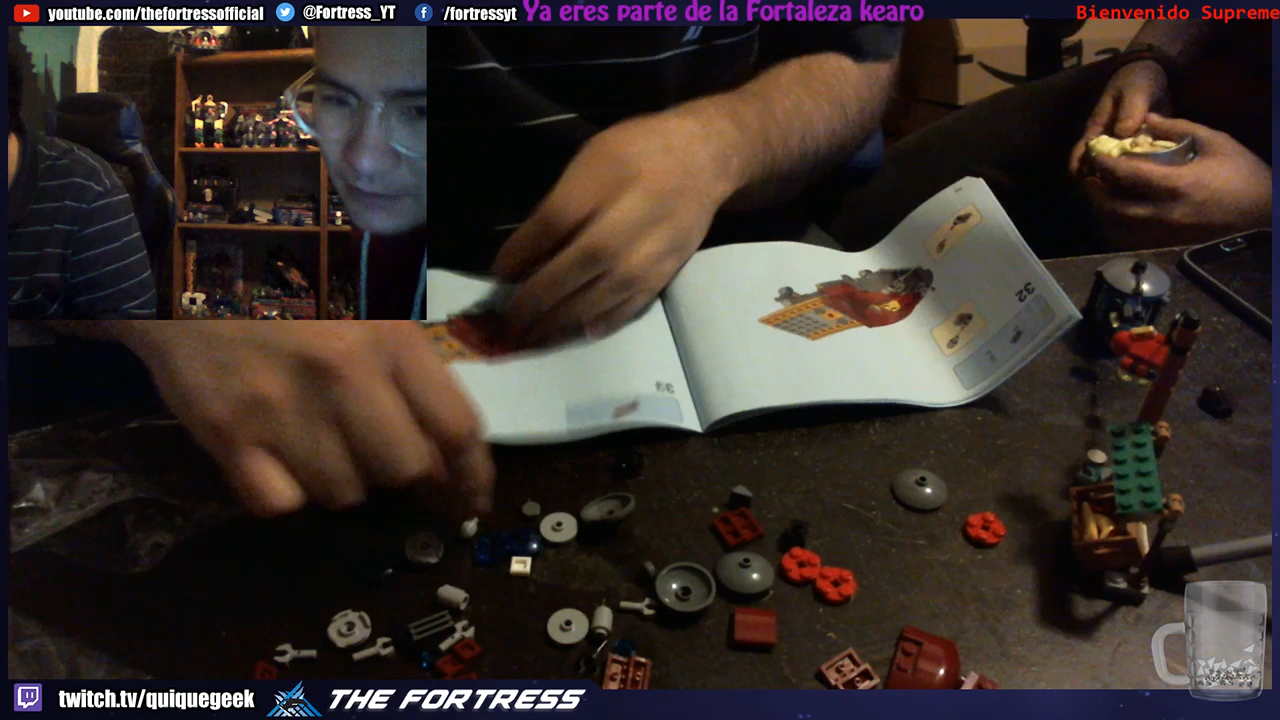 youtube.com/thefortressofficial
@Fortress_YT
/fortressyt
Ya eres parte de la Fortaleza kearo
Bienvenido Supreme
32
33
twitch.tv/quiquegeek
THE FORTRESS